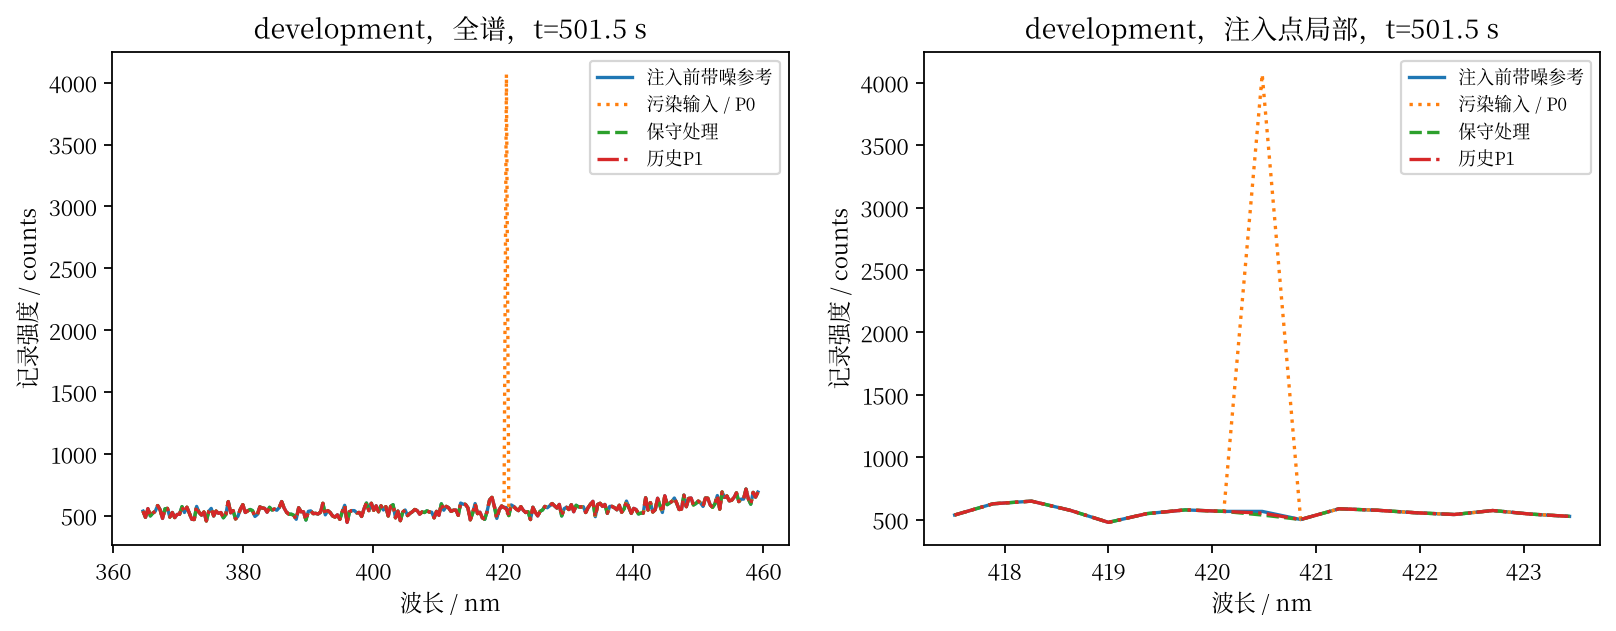 development，全谱，t=501.5 s
记录强度 / counts
4000
3500
3000
2500
2000
1500
1000
500
注入前带噪参考
污染输入 / P0
保守处理
历史P1
360
380
400
420
440
460
波长 / nm
development，注入点局部，t=501.5 s
记录强度 / counts
4000
3500
3000
2500
2000
1500
1000
500
注入前带噪参考
污染输入 / P0
保守处理
历史P1
418
419
420
421
422
423
波长 / nm